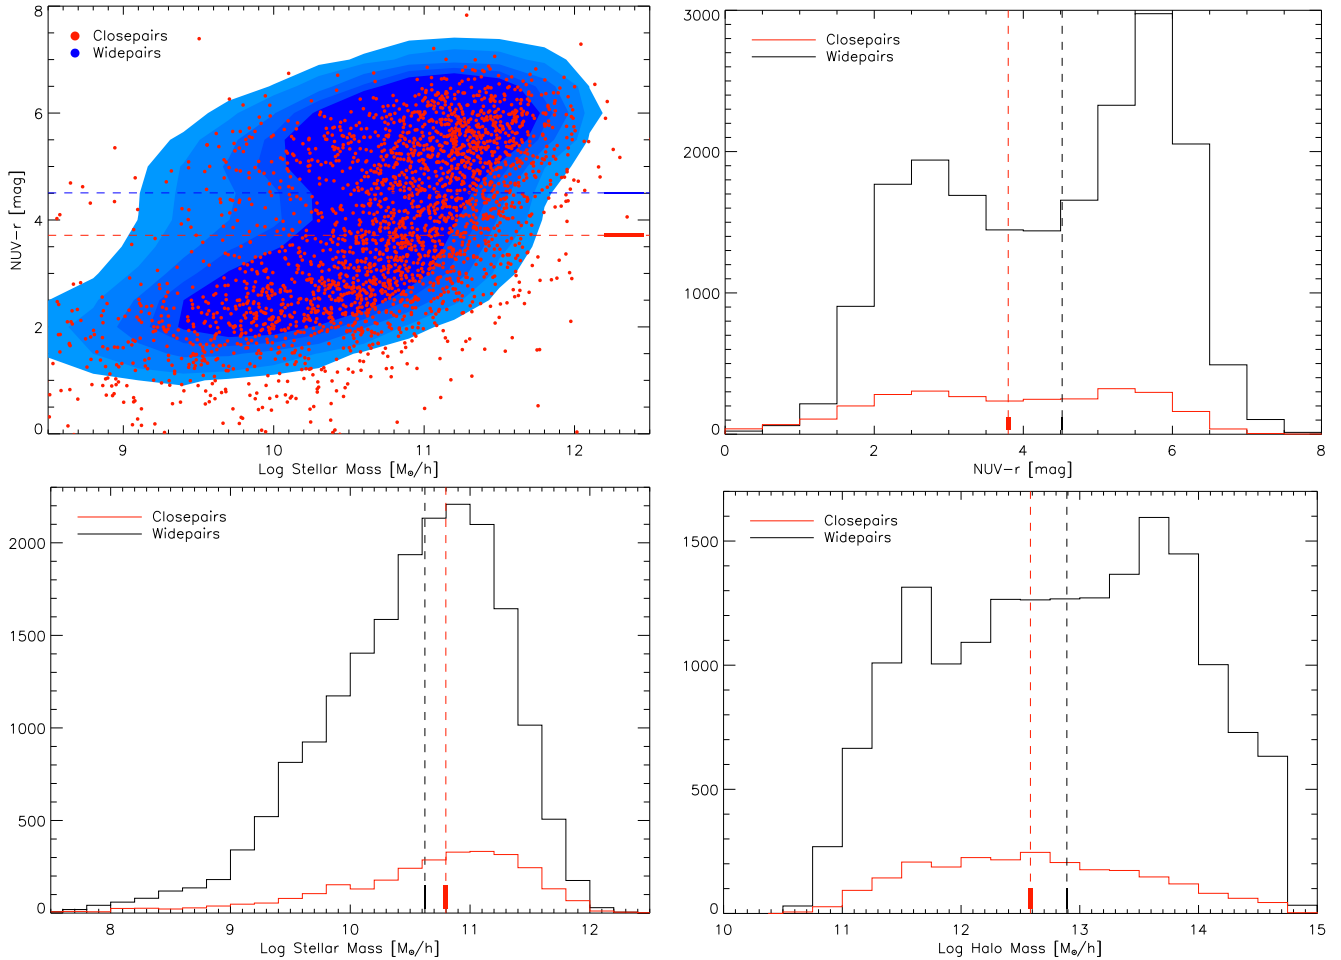 8
6
4
2
0
NUV-r [mag]
Closepairs
Widepairs
9
10
11
12
Log Stellar Mass [M⊙/h]
3000
2000
1000
0
Closepairs
Widepairs
0
2
4
6
8
NUV-r [mag]
2000
1500
1000
500
0
Closepairs
Widepairs
8
9
10
11
12
Log Stellar Mass [M⊙/h]
1500
1000
500
0
Closepairs
Widepairs
10
11
12
13
14
15
Log Halo Mass [M⊙/h]